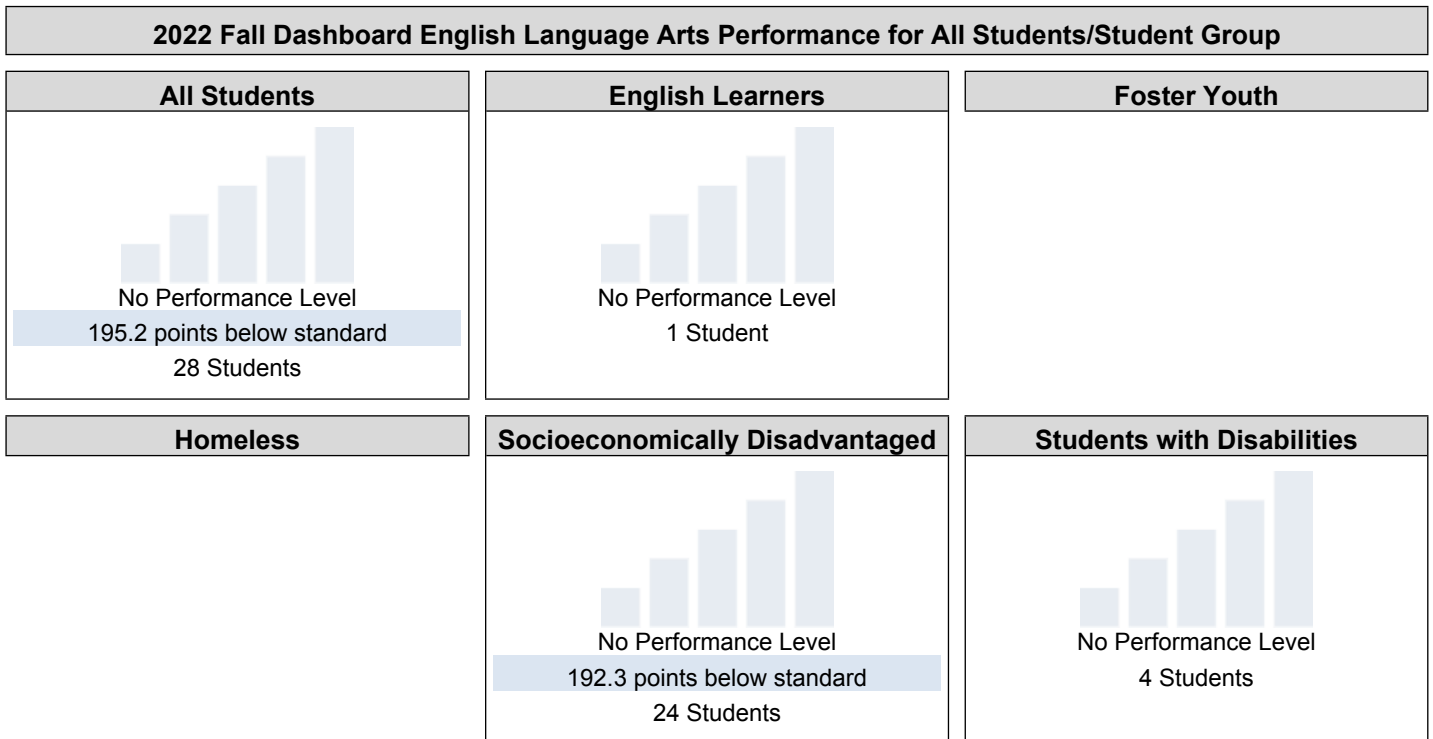 2022 Fall Dashboard English Language Arts Performance for All Students/Student Group
All Students
No Performance Level
195.2 points below standard
28 Students
English Learners
No Performance Level
1 Student
Foster Youth
Homeless
Socioeconomically Disadvantaged
No Performance Level
192.3 points below standard
24 Students
Students with Disabilities
No Performance Level
4 Students